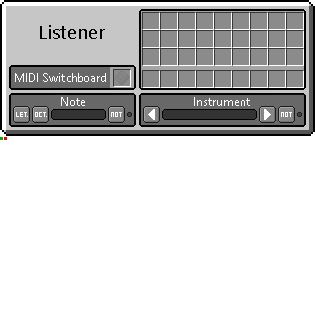 Listener
MIDI Switchboard
Note
Instrument
LET. OCT. NOT NOT